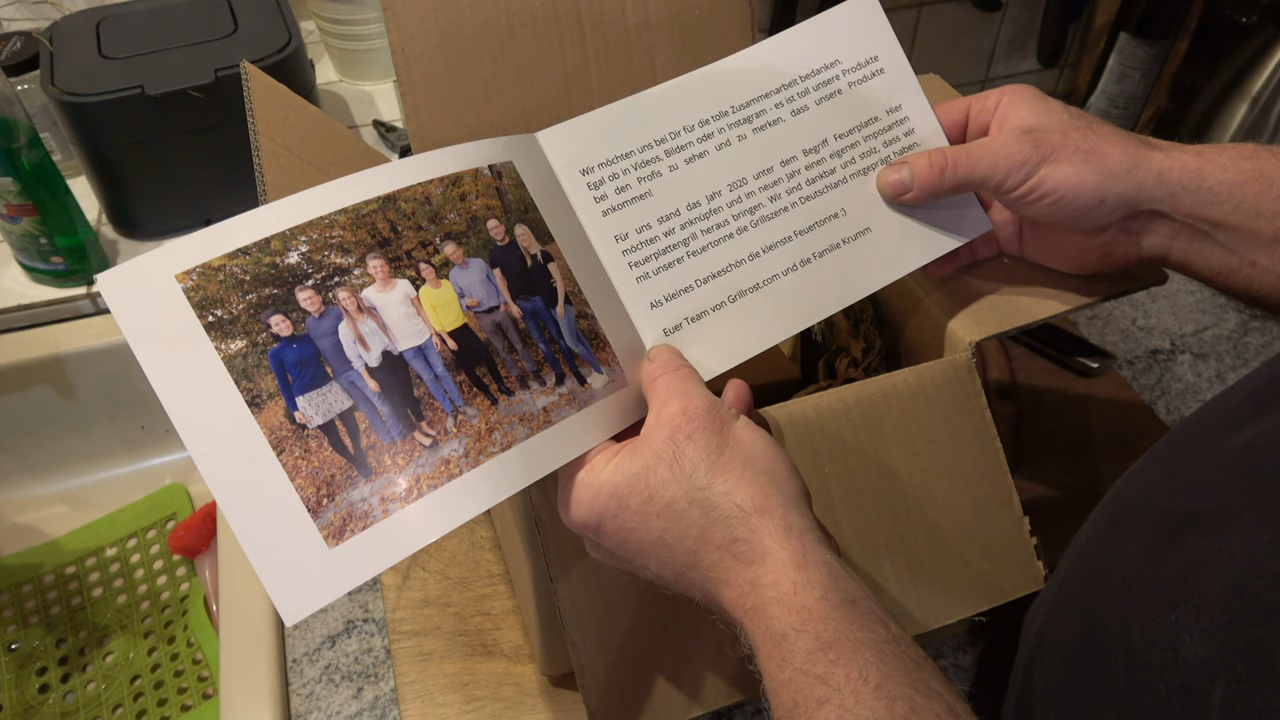 Wir möchten uns bei Dir für die tolle Zusammenarbeit bedanken,
Egal ob in Videos, Bildern oder in Instagram - es ist toll unsere Produkte
bei den Profis zu sehen und zu merken, dass unsere Produkte
ankommen!
Für uns stand das Jahr 2020 unter dem Begriff Feuerplatte. Hier
möchten wir anknüpfen und im neuen Jahr einen eigenen imposanten
Feuerplattengrill heraus bringen. Wir sind dankbar und stolz, dass wir
mit unserer Feuertonne die Grillszene in Deutschland mitgeprägt haben.
Als kleines Dankeschön die kleinste Feuertonne ;)
Euer Team von Grillrost.com und die Familie Krumm